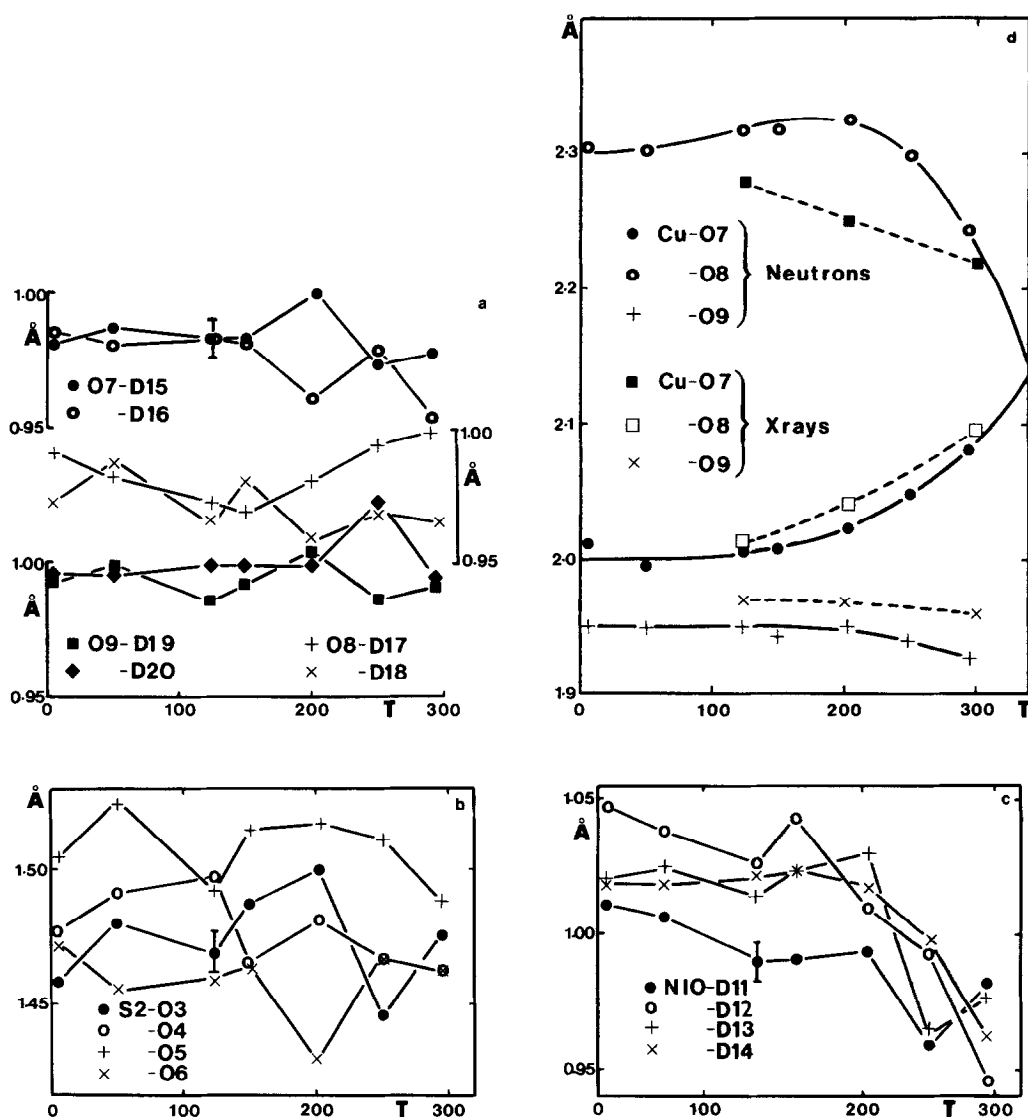 a
1·00
Å
O7-D15
-D16
0·95
1·00
Å
0·95
1·00
Å
O9-D19
-D20
O8-D17
-D18
0·95
0
100
200
T
300
d
Å
2·3
Cu-O7
-O8
-O9
Neutrons
2·2
Cu-O7
-O8
-O9
Xrays
2·1
2·0
1·9
0
100
200
300
T
b
Å
1·50
1·45
S2-O3
-O4
-O5
-O6
0
100
200
T
300
c
1·05
Å
1·00
N10-D11
-D12
-D13
-D14
0·95
0
100
200
T
300